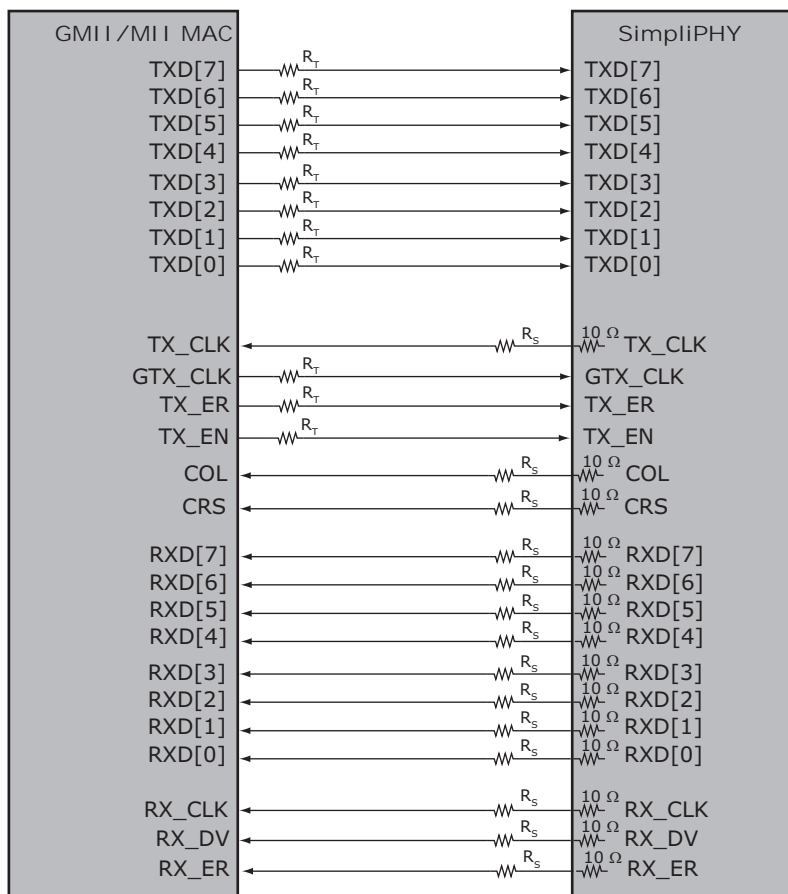 GMII/MII MAC SimpliPHY
TXD[7] R_T TXD[7]
TXD[6] R_T TXD[6]
TXD[5] R_T TXD[5]
TXD[4] R_T TXD[4]
TXD[3] R_T TXD[3]
TXD[2] R_T TXD[2]
TXD[1] R_T TXD[1]
TXD[0] R_T TXD[0]
TX_CLK R_S 10 Ω TX_CLK
GTX_CLK R_T GTX_CLK
TX_ER R_T TX_ER
TX_EN R_T TX_EN
COL R_S 10 Ω COL
CRS R_S 10 Ω CRS
RXD[7] R_S 10 Ω RXD[7]
RXD[6] R_S 10 Ω RXD[6]
RXD[5] R_S 10 Ω RXD[5]
RXD[4] R_S 10 Ω RXD[4]
RXD[3] R_S 10 Ω RXD[3]
RXD[2] R_S 10 Ω RXD[2]
RXD[1] R_S 10 Ω RXD[1]
RXD[0] R_S 10 Ω RXD[0]
RX_CLK R_S 10 Ω RX_CLK
RX_DV R_S 10 Ω RX_DV
RX_ER R_S 10 Ω RX_ER